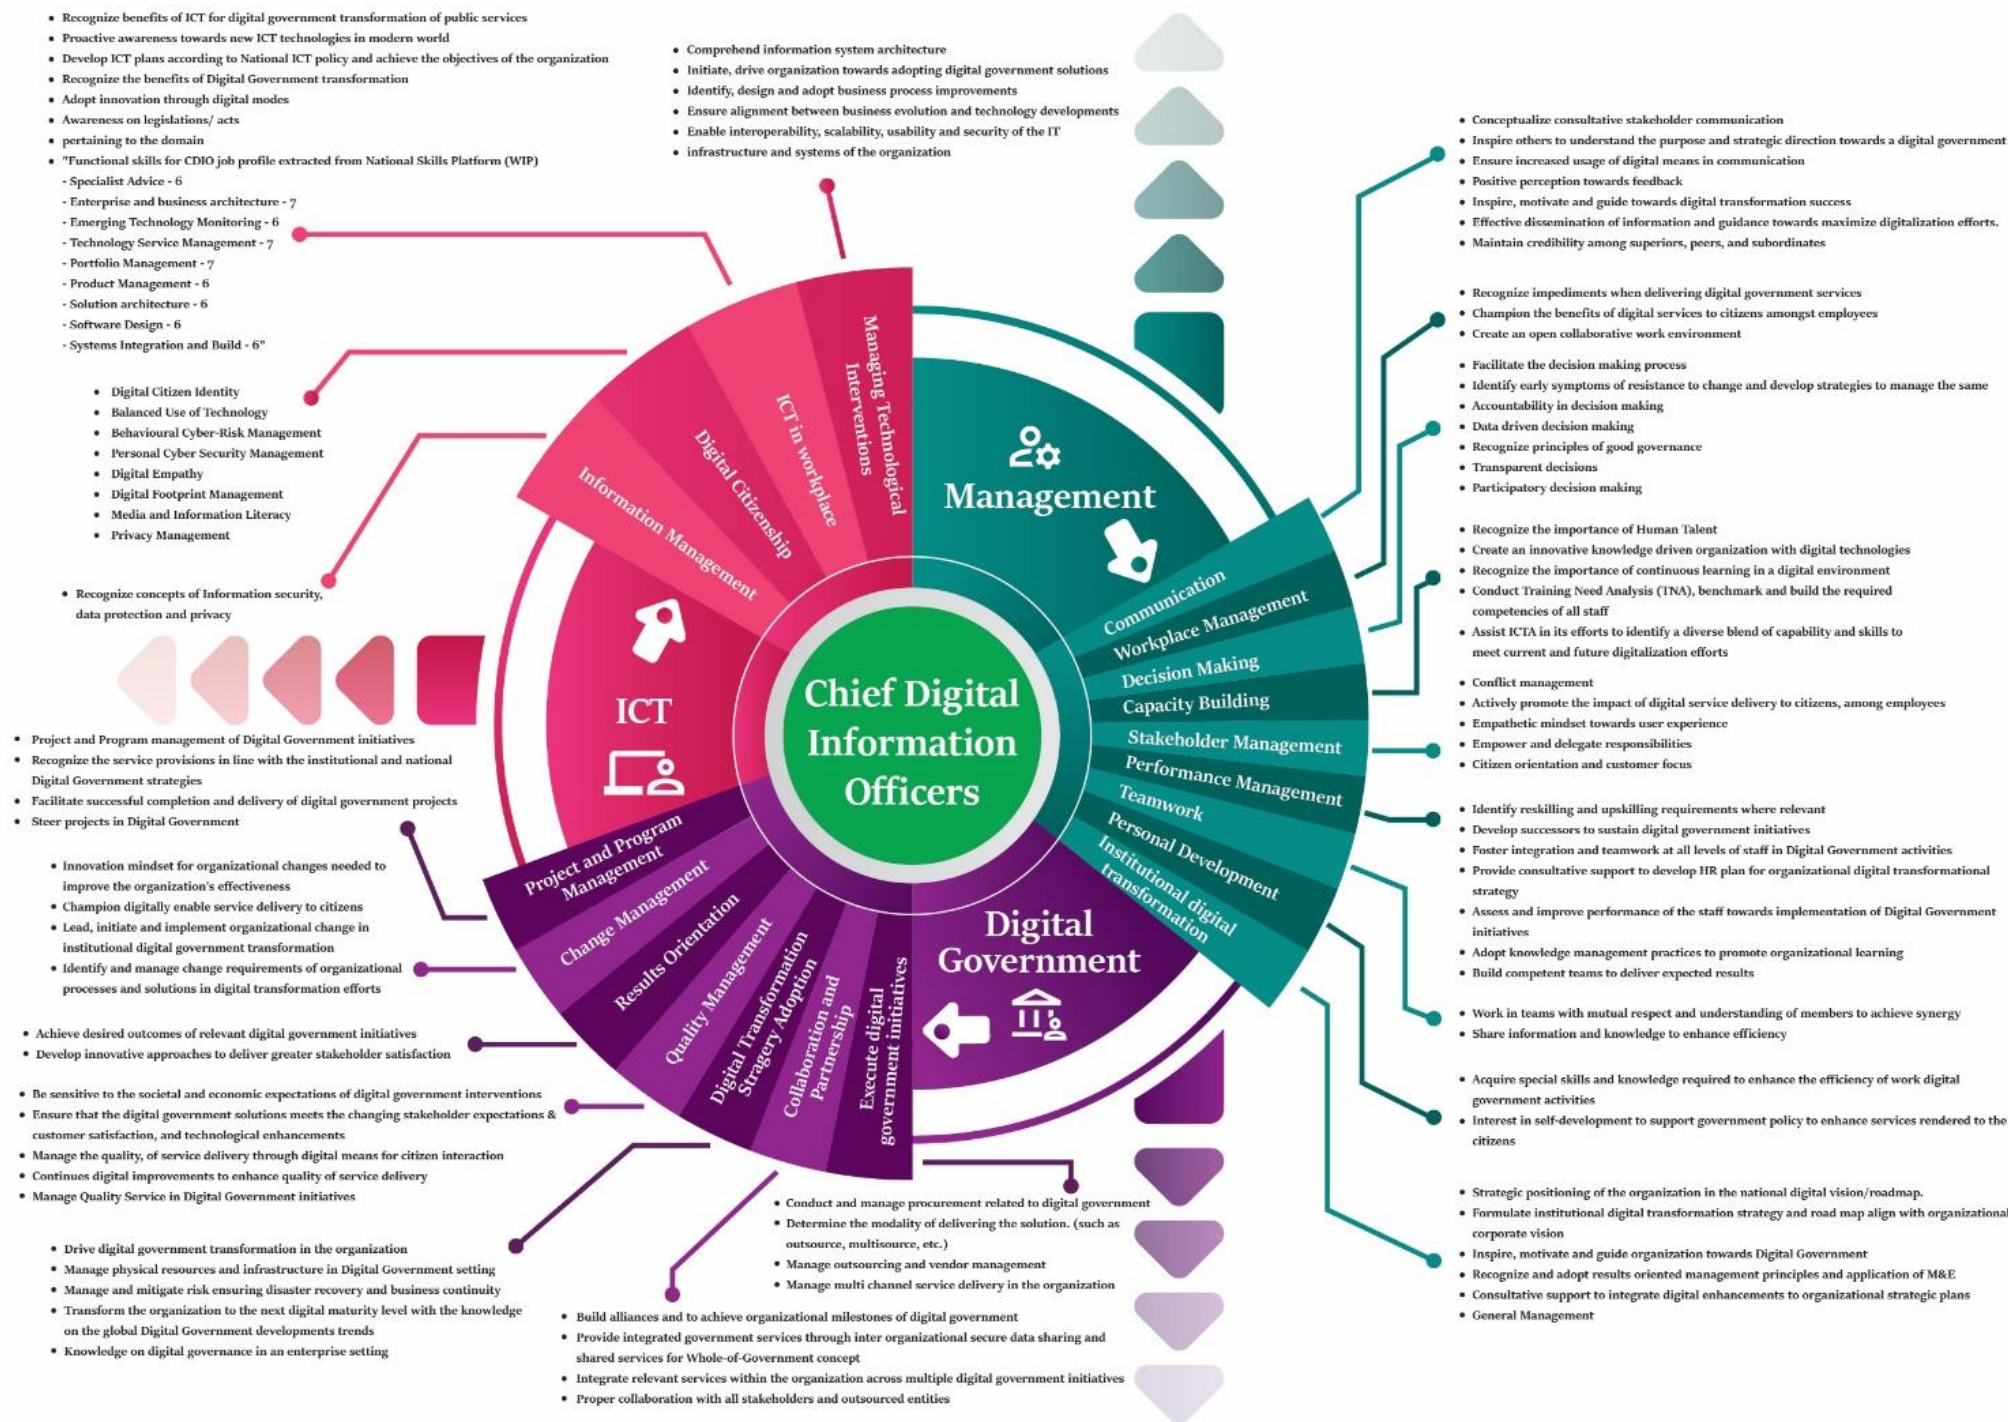 • Recognize benefits of ICT for digital government transformation of public services
• Proactive awareness towards new ICT technologies in modern world
• Develop ICT plans according to National ICT policy and achieve the objectives of the organization
• Recognize the benefits of Digital Government transformation
• Adopt innovation through digital modes
• Awareness on legislations/ acts
• pertaining to the domain
• "Functional skills for CDIO job profile extracted from National Skills Platform (WIP)
- Specialist Advice - 6
- Enterprise and business architecture - 7
- Emerging Technology Monitoring - 6
- Technology Service Management - 7
- Portfolio Management - 7
- Product Management - 6
- Solution architecture - 6
- Software Design - 6
- Systems Integration and Build - 6"
• Comprehend information system architecture
• Initiate, drive organization towards adopting digital government solutions
• Identify, design and adopt business process improvements
• Ensure alignment between business evolution and technology developments
• Enable interoperability, scalability, usability and security of the IT
• infrastructure and systems of the organization
• Digital Citizen Identity
• Balanced Use of Technology
• Behavioural Cyber-Risk Management
• Personal Cyber Security Management
• Digital Empathy
• Digital Footprint Management
• Media and Information Literacy
• Privacy Management
• Recognize concepts of Information security,
data protection and privacy
Information Management
Digital Citizenship
ICT in workplace
Managing Technological
Interventions
ICT
Management
Chief Digital
Information
Officers
Communication
Workplace Management
Decision Making
Capacity Building
Stakeholder Management
Performance Management
Teamwork
Personal Development
Institutional digital
transformation
Digital
Government
Project and Program
Management
Change Management
Results Orientation
Quality Management
Digital Transformation
Stragery Adoption
Collaboration and
Partnership
Execute digital
government initiatives
• Conceptualize consultative stakeholder communication
• Inspire others to understand the purpose and strategic direction towards a digital government
• Ensure increased usage of digital means in communication
• Positive perception towards feedback
• Inspire, motivate and guide towards digital transformation success
• Effective dissemination of information and guidance towards maximize digitalization efforts.
• Maintain credibility among superiors, peers, and subordinates
• Recognize impediments when delivering digital government services
• Champion the benefits of digital services to citizens amongst employees
• Create an open collaborative work environment
• Facilitate the decision making process
• Identify early symptoms of resistance to change and develop strategies to manage the same
• Accountability in decision making
• Data driven decision making
• Recognize principles of good governance
• Transparent decisions
• Participatory decision making
• Recognize the importance of Human Talent
• Create an innovative knowledge driven organization with digital technologies
• Recognize the importance of continuous learning in a digital environment
• Conduct Training Need Analysis (TNA), benchmark and build the required
competencies of all staff
• Assist ICTA in its efforts to identify a diverse blend of capability and skills to
meet current and future digitalization efforts
• Conflict management
• Actively promote the impact of digital service delivery to citizens, among employees
• Empathetic mindset towards user experience
• Empower and delegate responsibilities
• Citizen orientation and customer focus
• Identify reskilling and upskilling requirements where relevant
• Develop successors to sustain digital government initiatives
• Foster integration and teamwork at all levels of staff in Digital Government activities
• Provide consultative support to develop HR plan for organizational digital transformational
strategy
• Assess and improve performance of the staff towards implementation of Digital Government
initiatives
• Adopt knowledge management practices to promote organizational learning
• Build competent teams to deliver expected results
• Work in teams with mutual respect and understanding of members to achieve synergy
• Share information and knowledge to enhance efficiency
• Acquire special skills and knowledge required to enhance the efficiency of work digital
government activities
• Interest in self-development to support government policy to enhance services rendered to the
citizens
• Strategic positioning of the organization in the national digital vision/roadmap.
• Formulate institutional digital transformation strategy and road map align with organizational
corporate vision
• Inspire, motivate and guide organization towards Digital Government
• Recognize and adopt results oriented management principles and application of M&E
• Consultative support to integrate digital enhancements to organizational strategic plans
• General Management
• Project and Program management of Digital Government initiatives
• Recognize the service provisions in line with the institutional and national
Digital Government strategies
• Facilitate successful completion and delivery of digital government projects
• Steer projects in Digital Government
• Innovation mindset for organizational changes needed to
improve the organization's effectiveness
• Champion digitally enable service delivery to citizens
• Lead, initiate and implement organizational change in
institutional digital government transformation
• Identify and manage change requirements of organizational
processes and solutions in digital transformation efforts
• Achieve desired outcomes of relevant digital government initiatives
• Develop innovative approaches to deliver greater stakeholder satisfaction
• Be sensitive to the societal and economic expectations of digital government interventions
• Ensure that the digital government solutions meets the changing stakeholder expectations &
customer satisfaction, and technological enhancements
• Manage the quality, of service delivery through digital means for citizen interaction
• Continues digital improvements to enhance quality of service delivery
• Manage Quality Service in Digital Government initiatives
• Drive digital government transformation in the organization
• Manage physical resources and infrastructure in Digital Government setting
• Manage and mitigate risk ensuring disaster recovery and business continuity
• Transform the organization to the next digital maturity level with the knowledge
on the global Digital Government developments trends
• Knowledge on digital governance in an enterprise setting
• Conduct and manage procurement related to digital government
• Determine the modality of delivering the solution. (such as
outsource, multisource, etc.)
• Manage outsourcing and vendor management
• Manage multi channel service delivery in the organization
• Build alliances and to achieve organizational milestones of digital government
• Provide integrated government services through inter organizational secure data sharing and
shared services for Whole-of-Government concept
• Integrate relevant services within the organization across multiple digital government initiatives
• Proper collaboration with all stakeholders and outsourced entities